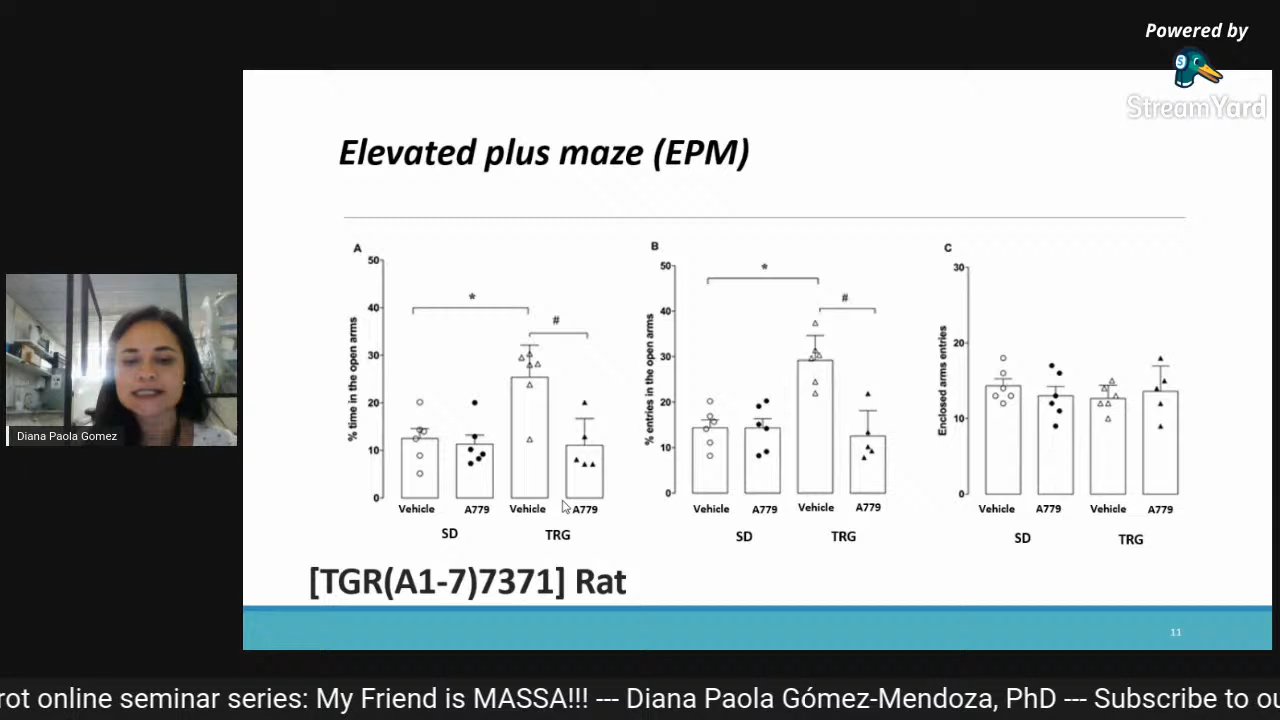 Powered by
StreamYard
Elevated plus maze (EPM)
A
B
C
% time in the open arms
50
40
30
20
10
0
*
#
Vehicle A779 Vehicle A779
SD TRG
% entries in the open arms
50
40
30
20
10
0
*
#
Vehicle A779 Vehicle A779
SD TRG
Enclosed arms entries
30
20
10
0
Vehicle A779 Vehicle A779
SD TRG
[TGR(A1-7)7371] Rat
11
Diana Paola Gomez
rot online seminar series: My Friend is MASSA!!! --- Diana Paola Gómez-Mendoza, PhD --- Subscribe to ou